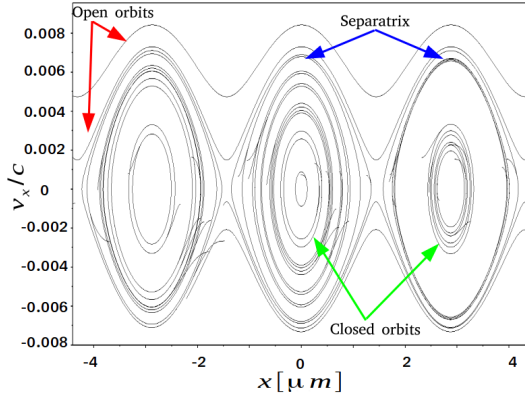 Open orbits
Separatrix
0.008
0.006
0.004
0.002
0
-0.002
-0.004
-0.006
-0.008
v_x/c
Closed orbits
-4 -2 0 2 4
x [μ m]